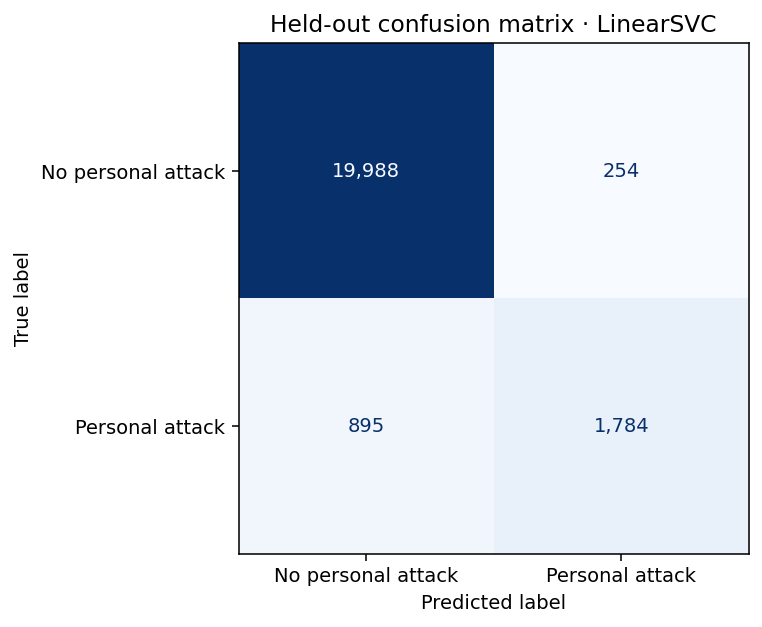 Held-out confusion matrix · LinearSVC
No personal attack
19,988
254
True label
Personal attack
895
1,784
No personal attack
Personal attack
Predicted label